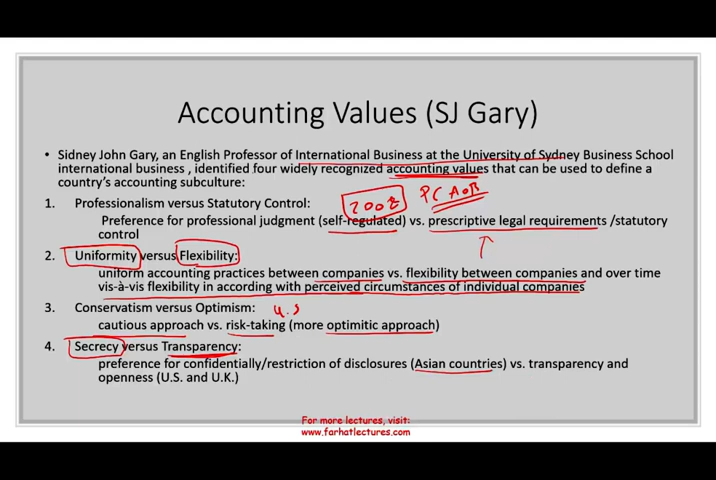 Accounting Values (SJ Gary)
• Sidney John Gary, an English Professor of International Business at the University of Sydney Business School
international business , identified four widely recognized accounting values that can be used to define a
country's accounting subculture:
1. Professionalism versus Statutory Control:
2002 PCAOB
Preference for professional judgment (self-regulated) vs. prescriptive legal requirements /statutory
control
2. Uniformity versus Flexibility:
uniform accounting practices between companies vs. flexibility between companies and over time
vis-à-vis flexibility in according with perceived circumstances of individual companies
3. Conservatism versus Optimism:
u.s
cautious approach vs. risk-taking (more optimitic approach)
4. Secrecy versus Transparency:
preference for confidentially/restriction of disclosures (Asian countries) vs. transparency and
openness (U.S. and U.K.)
For more lectures, visit:
www.farhatlectures.com